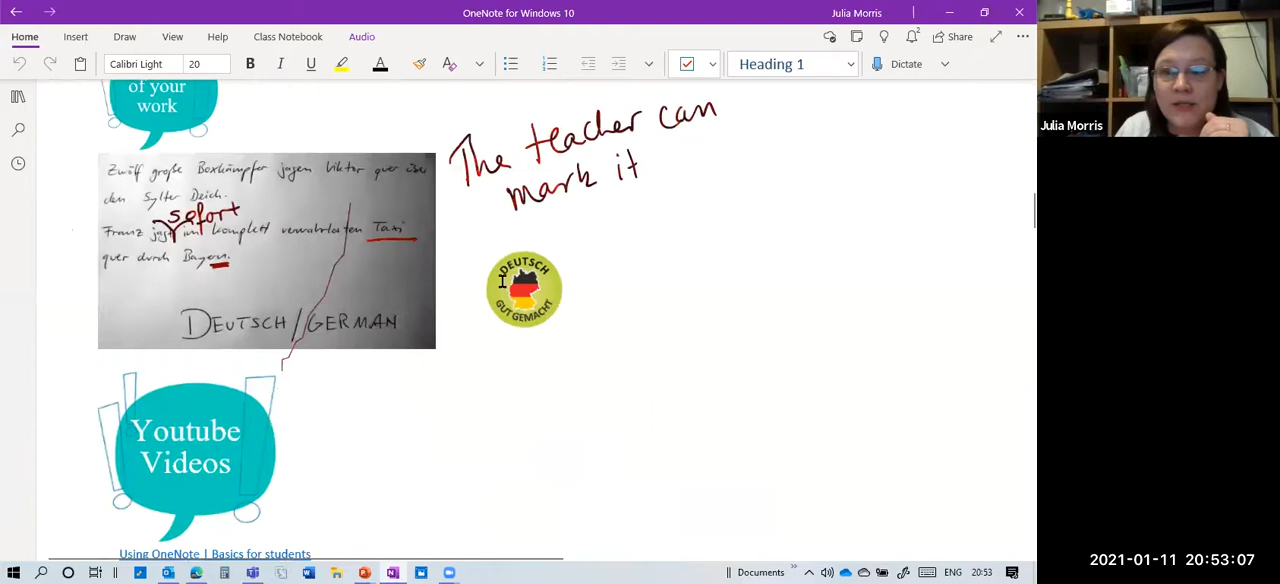 OneNote for Windows 10
Julia Morris
Home Insert Draw View Help Class Notebook Audio
Share
Calibri Light 20 B I U A Heading 1 Dictate
of your
work
The teacher can
mark it
Zwölf große Boxkämpfer jagen Viktor quer über
den Sylter Deich.
sofort
Franz jagt im komplett verwahrlosten Taxi
quer durch Bayern.
DEUTSCH/GERMAN
DEUTSCH
GUT GEMACHT
Youtube
Videos
Using OneNote | Basics for students
Documents
ENG 20:53
Julia Morris
2021-01-11 20:53:07